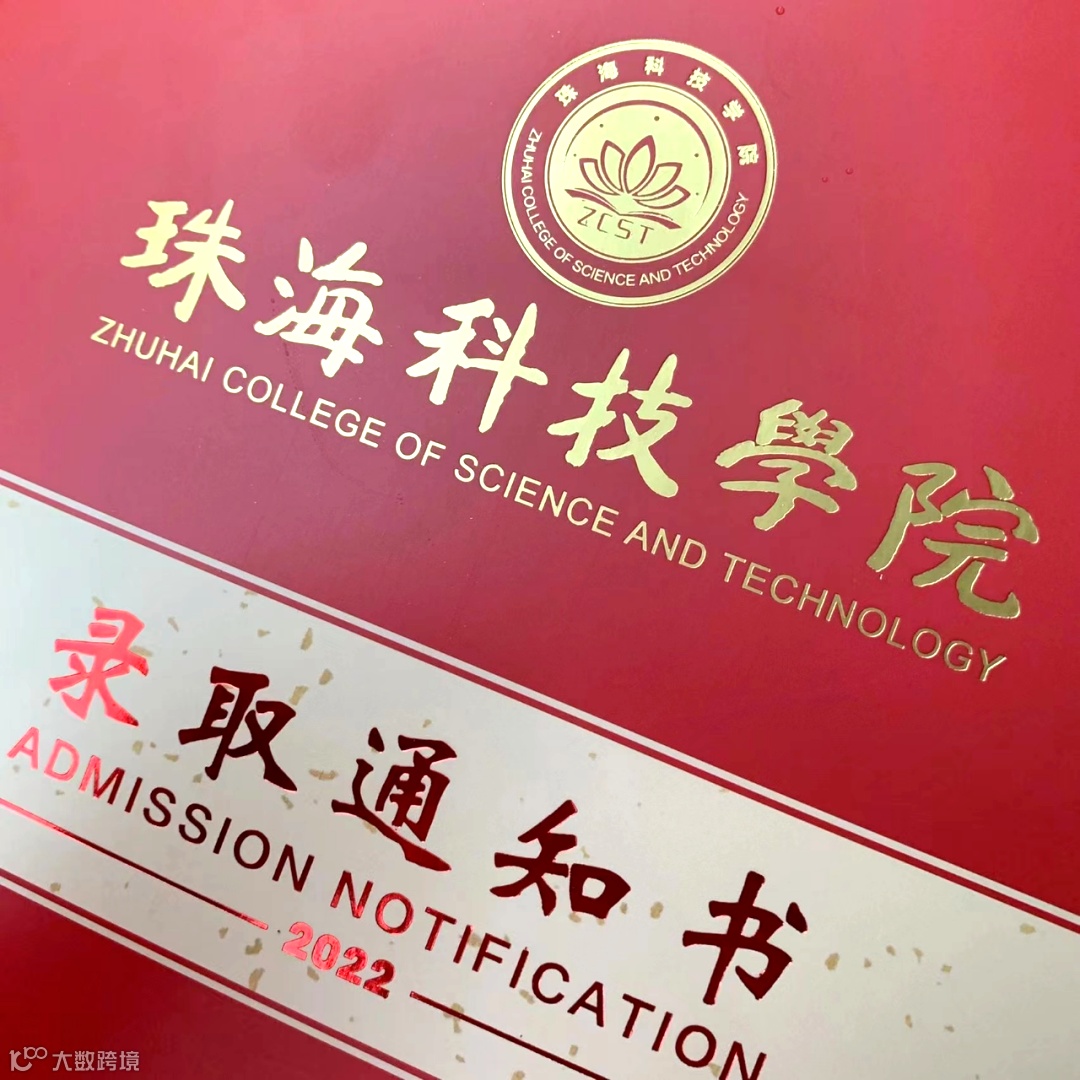 珠海科技學院
ZHUHAI COLLEGE OF SCIENCE AND TECHNOLOGY
ZCST
珠海科技學院
ZHUHAI COLLEGE OF SCIENCE AND TECHNOLOGY
录取通知书
ADMISSION NOTIFICATION
2022
大数跨境